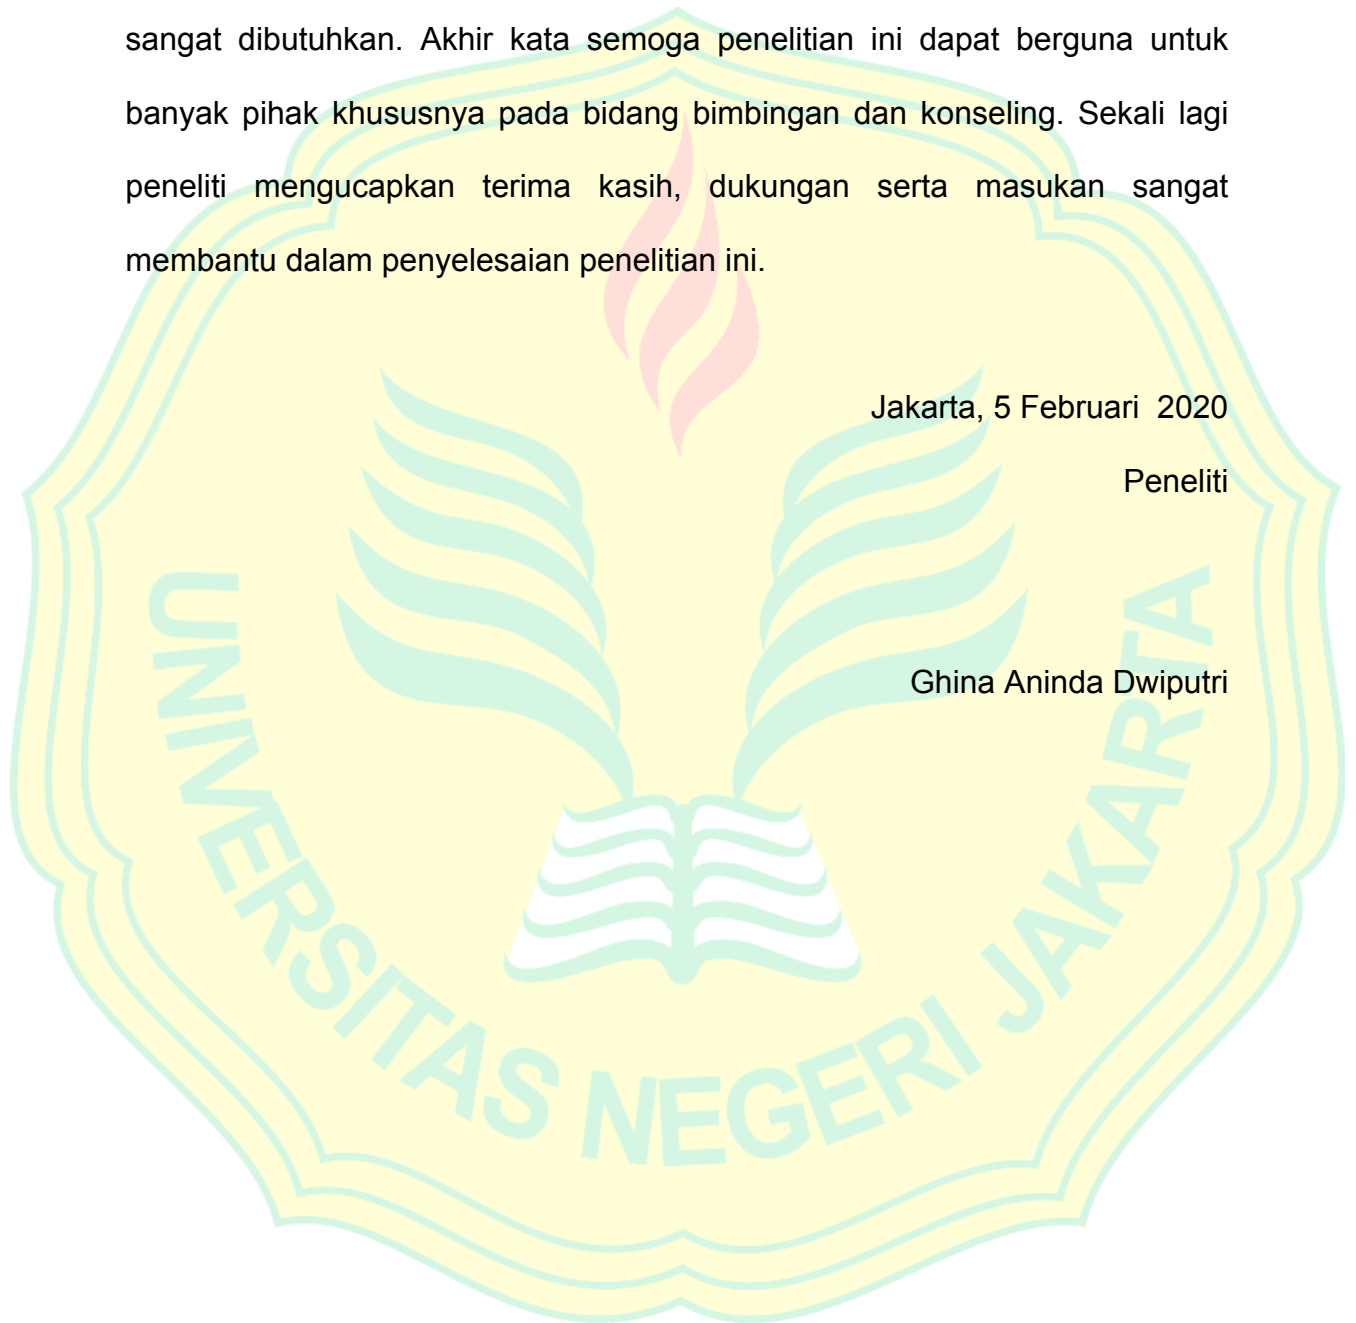 sangat dibutuhkan. Akhir kata semoga penelitian ini dapat berguna untuk
banyak pihak khususnya pada bidang bimbingan dan konseling. Sekali lagi
peneliti mengucapkan terima kasih, dukungan serta masukan sangat
membantu dalam penyelesaian penelitian ini.
Jakarta, 5 Februari 2020
Peneliti
Ghina Aninda Dwiputri
UNIVERSITAS NEGERI JAKARTA